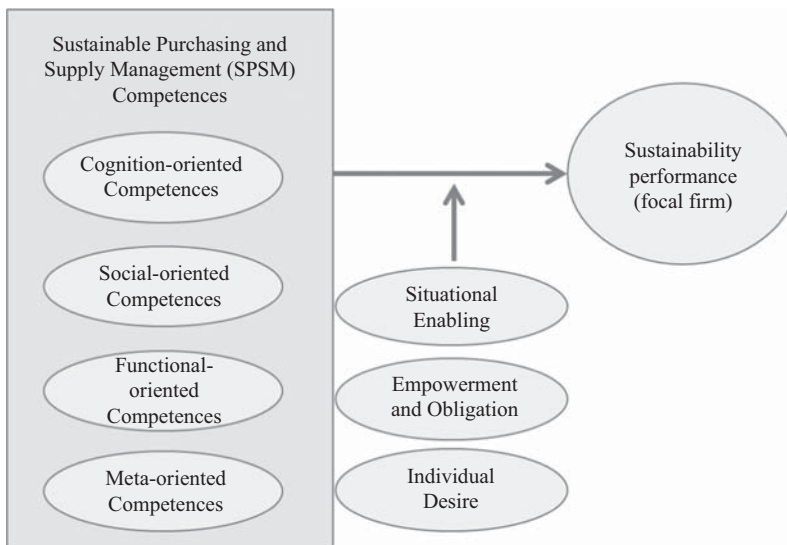 Sustainable Purchasing and
Supply Management (SPSM)
Competences
Cognition-oriented
Competences
Social-oriented
Competences
Functional-
oriented
Competences
Meta-oriented
Competences
Situational
Enabling
Empowerment
and Obligation
Individual
Desire
Sustainability
performance
(focal firm)